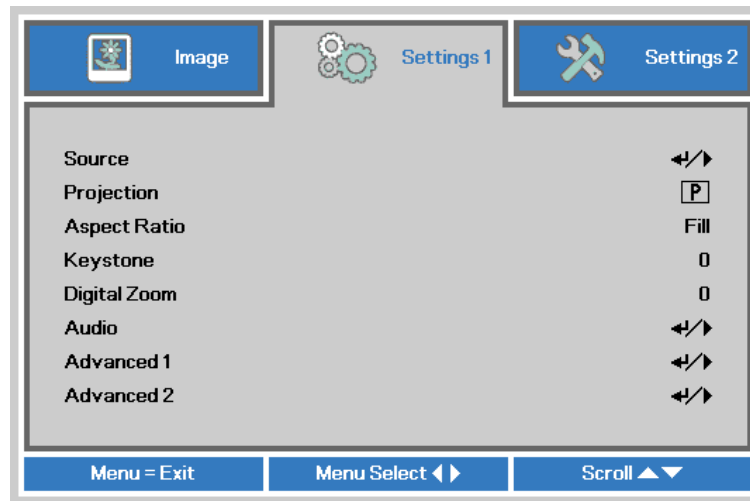 Image
Settings 1
Settings 2
Source
Projection P
Aspect Ratio Fill
Keystone 0
Digital Zoom 0
Audio
Advanced 1
Advanced 2
Menu = Exit
Menu Select
Scroll